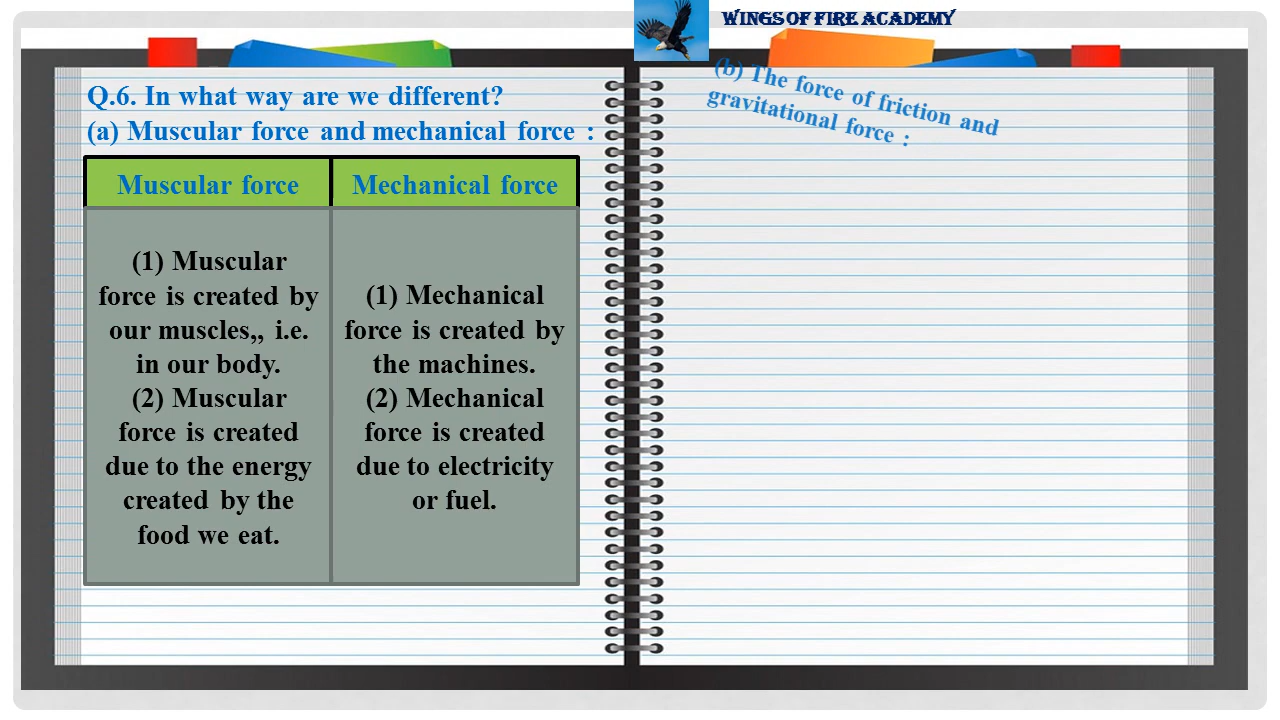 WINGS OF FIRE ACADEMY
Q.6. In what way are we different?
(a) Muscular force and mechanical force :
Muscular force
(1) Muscular
force is created by
our muscles,, i.e.
in our body.
(2) Muscular
force is created
due to the energy
created by the
food we eat.
Mechanical force
(1) Mechanical
force is created by
the machines.
(2) Mechanical
force is created
due to electricity
or fuel.
(b) The force of friction and
gravitational force :